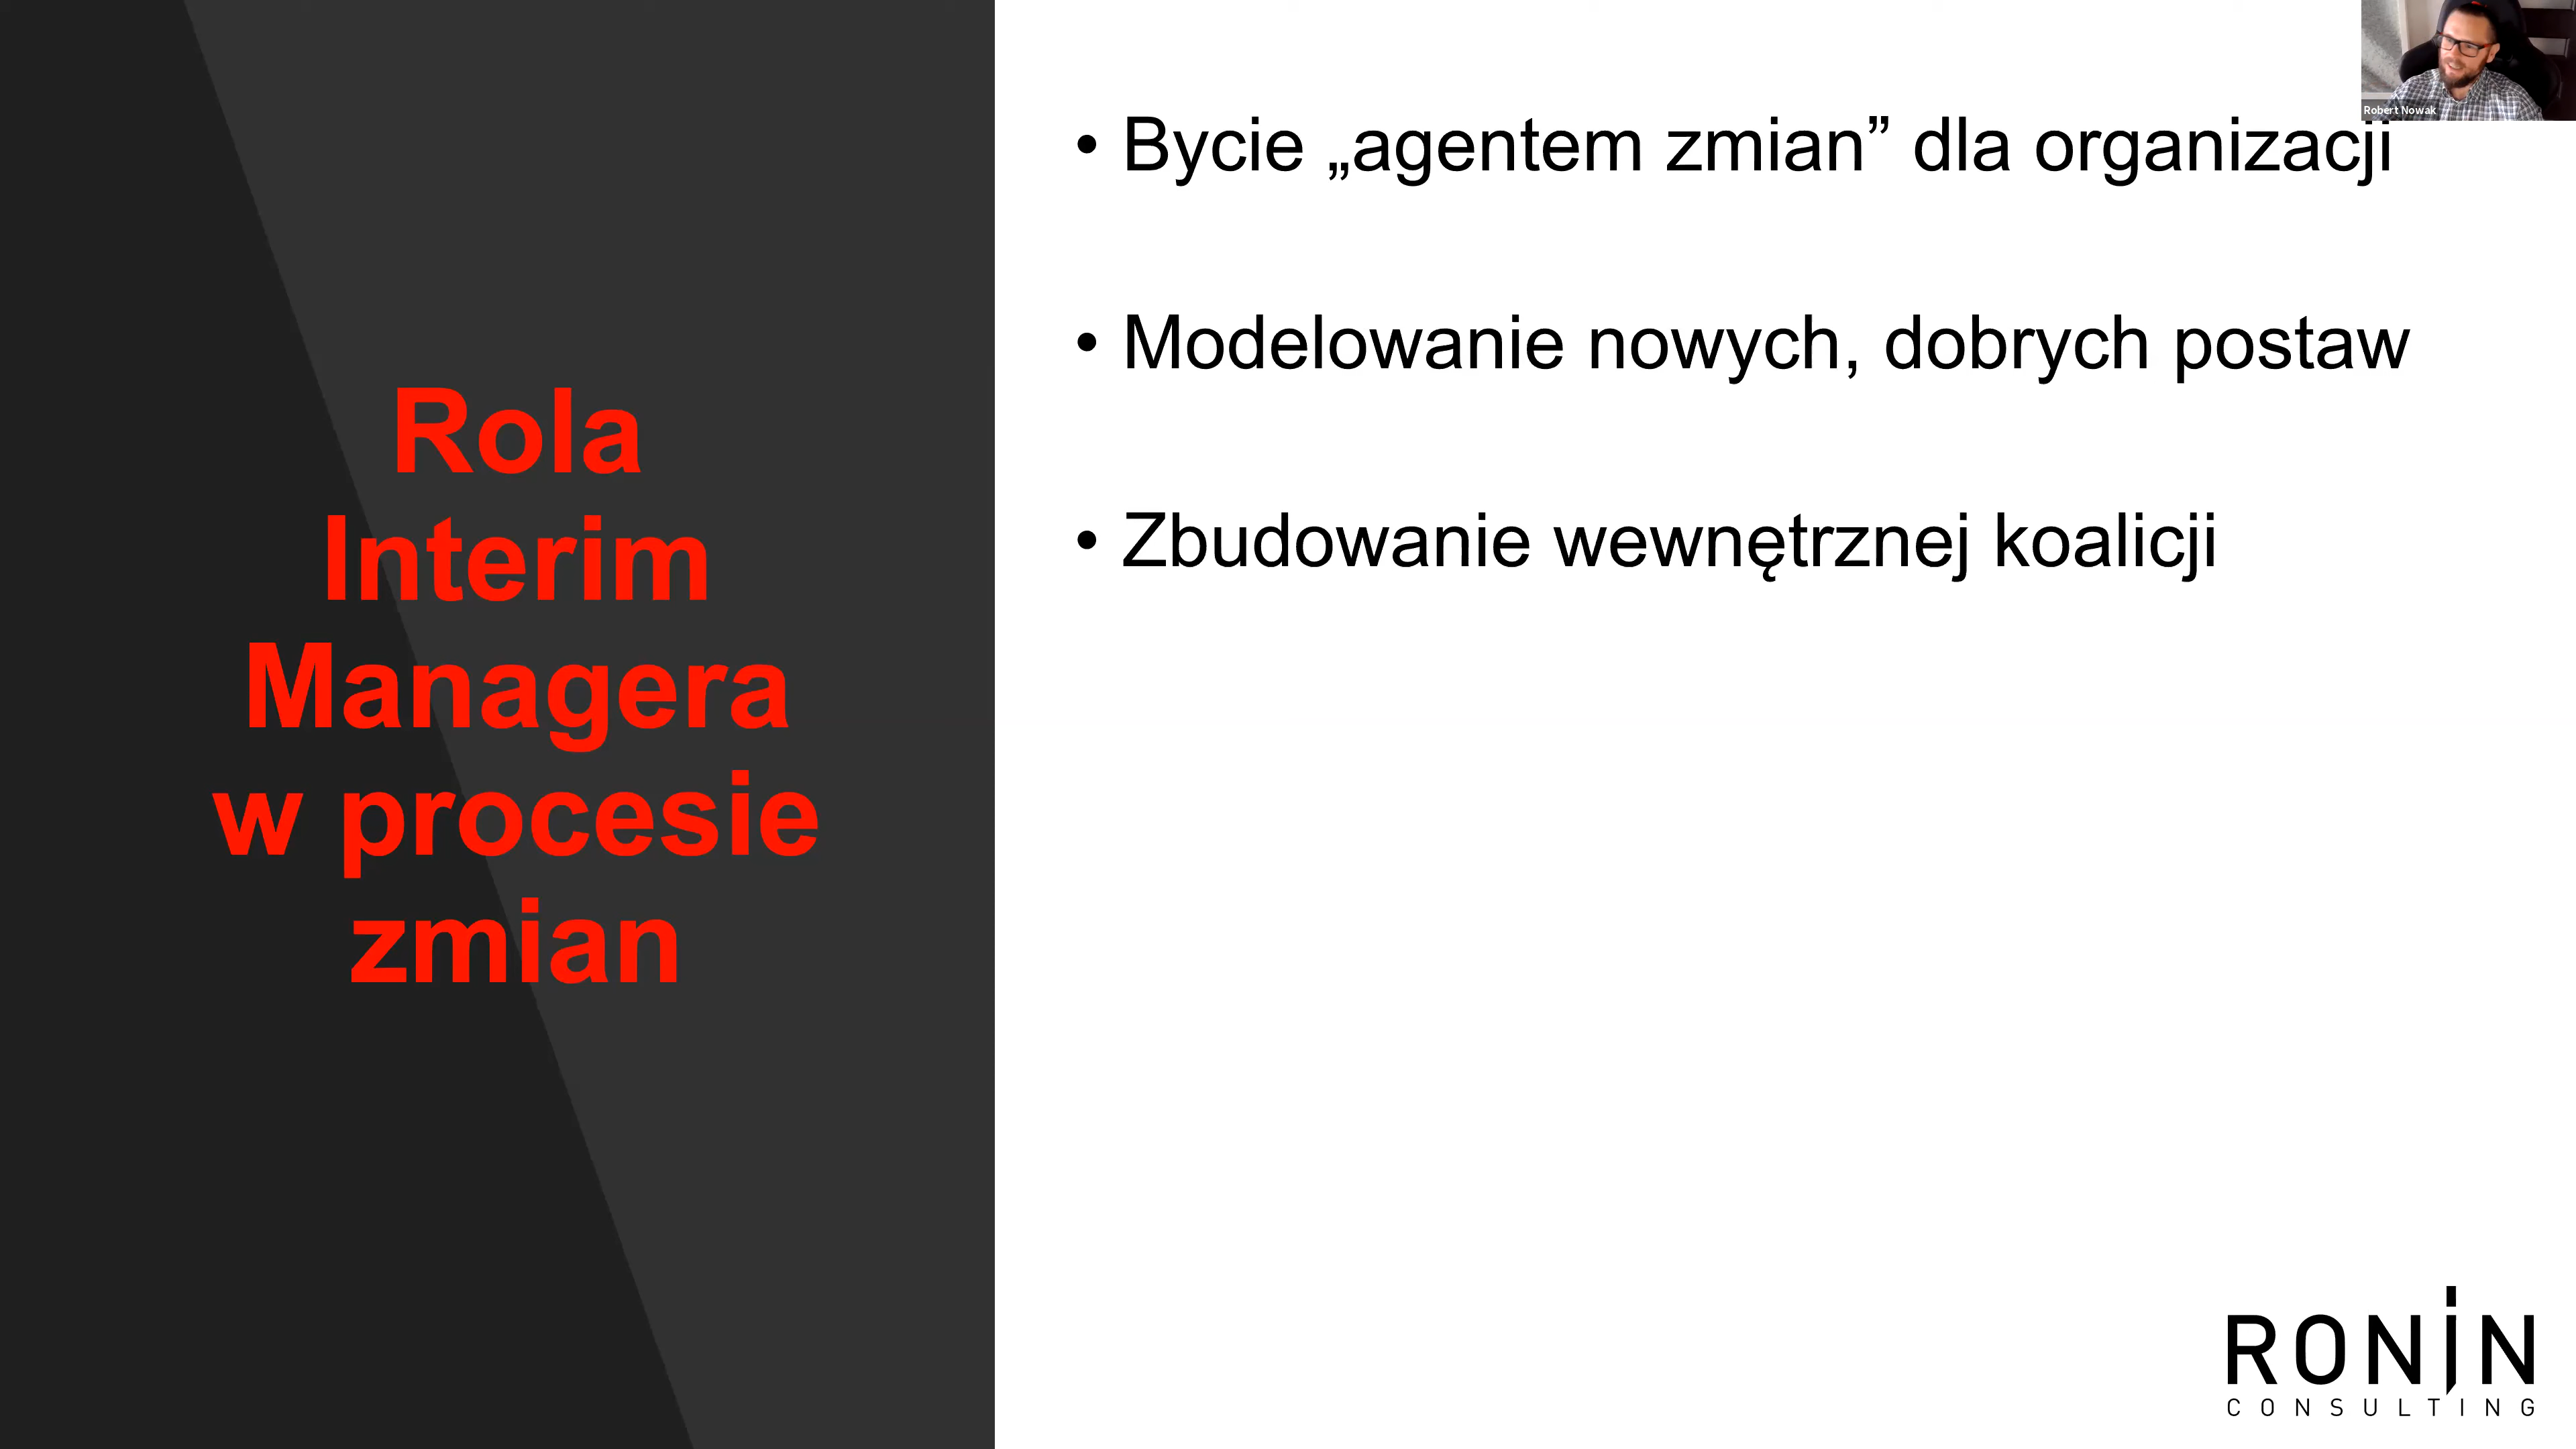 Rola
Interim
Managera
w procesie
zmian
• Bycie „agentem zmian” dla organizacji
• Modelowanie nowych, dobrych postaw
• Zbudowanie wewnętrznej koalicji
Robert Nowak
RONIN
CONSULTING